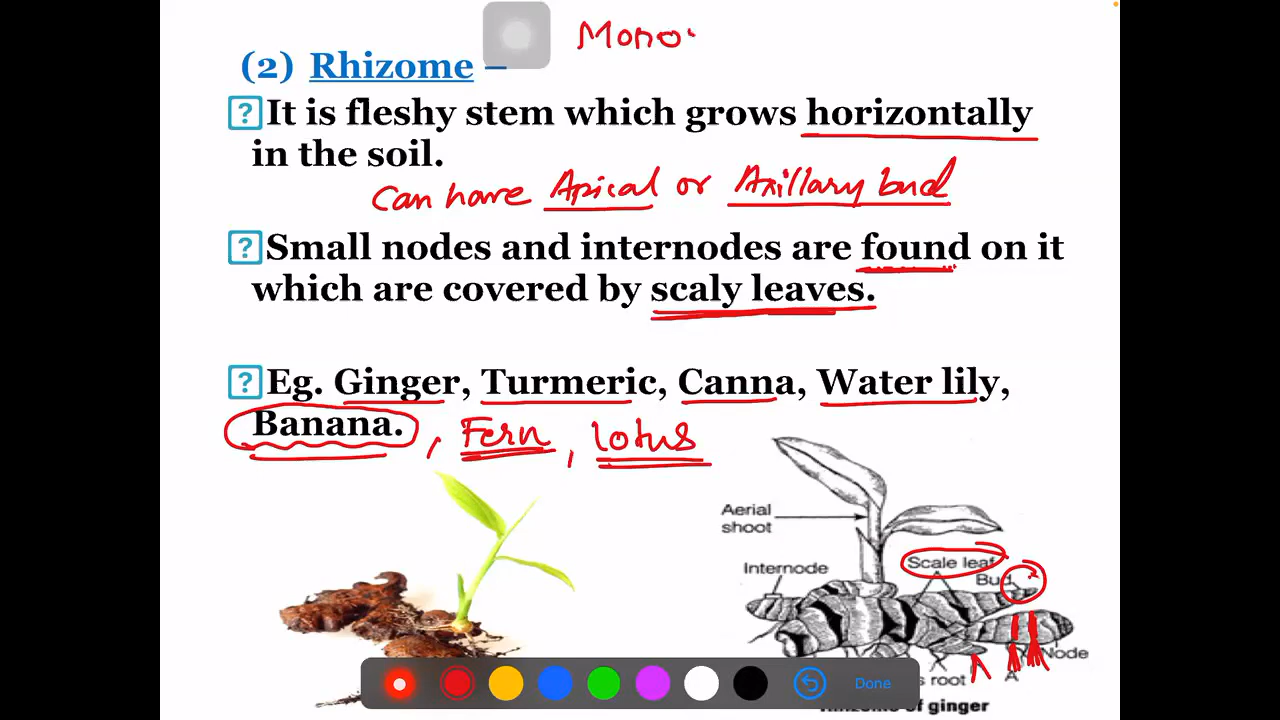 Mono
(2) Rhizome –
? It is fleshy stem which grows horizontally
in the soil.
Can have Apical or Axillary bud
? Small nodes and internodes are found on it
which are covered by scaly leaves.
? Eg. Ginger, Turmeric, Canna, Water lily,
Banana. , Fern , lotus
Aerial
shoot
Scale leaf
Internode
Bud
Node
root
A
Done
of ginger